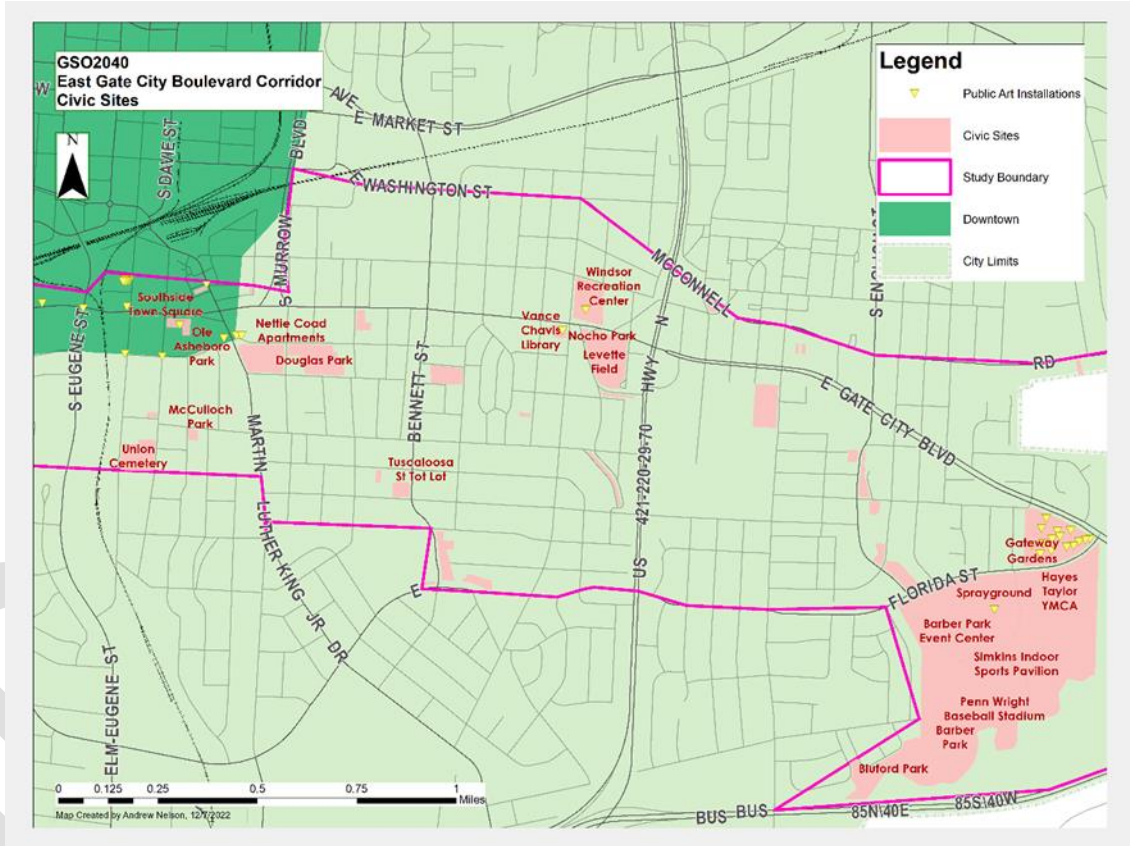 GSO2040
East Gate City Boulevard Corridor
Civic Sites
Legend
Public Art Installations
Civic Sites
Study Boundary
Downtown
City Limits
N
W
S DAVIE ST
BLVD
AVE
E MARKET ST
E WASHINGTON ST
S MURROW
MCCONNELL
RD
Windsor
Recreation
Center
Vance
Chavis
Library
Nocho Park
Levette
Field
Southside
Town Square
Ole
Asheboro
Park
Nettie Coad
Apartments
Douglas Park
S EUGENE ST
BENNETT ST
US 421-220-29-70 HWY N
E GATE CITY BLVD
McCulloch
Park
Union
Cemetery
MARTIN LUTHER KING JR DR
Tuscaloosa
St Tot Lot
E
FLORIDA ST
Gateway
Gardens
Sprayground
Hayes
Taylor
YMCA
Barber Park
Event Center
Simkins Indoor
Sports Pavilion
Penn Wright
Baseball Stadium
Barber
Park
Bluford Park
ELM-EUGENE ST
BUS BUS
85N\40E
85S\40W
0 0.125 0.25 0.5 0.75 1
Miles
Map Created by Andrew Nelson, 12/7/2022